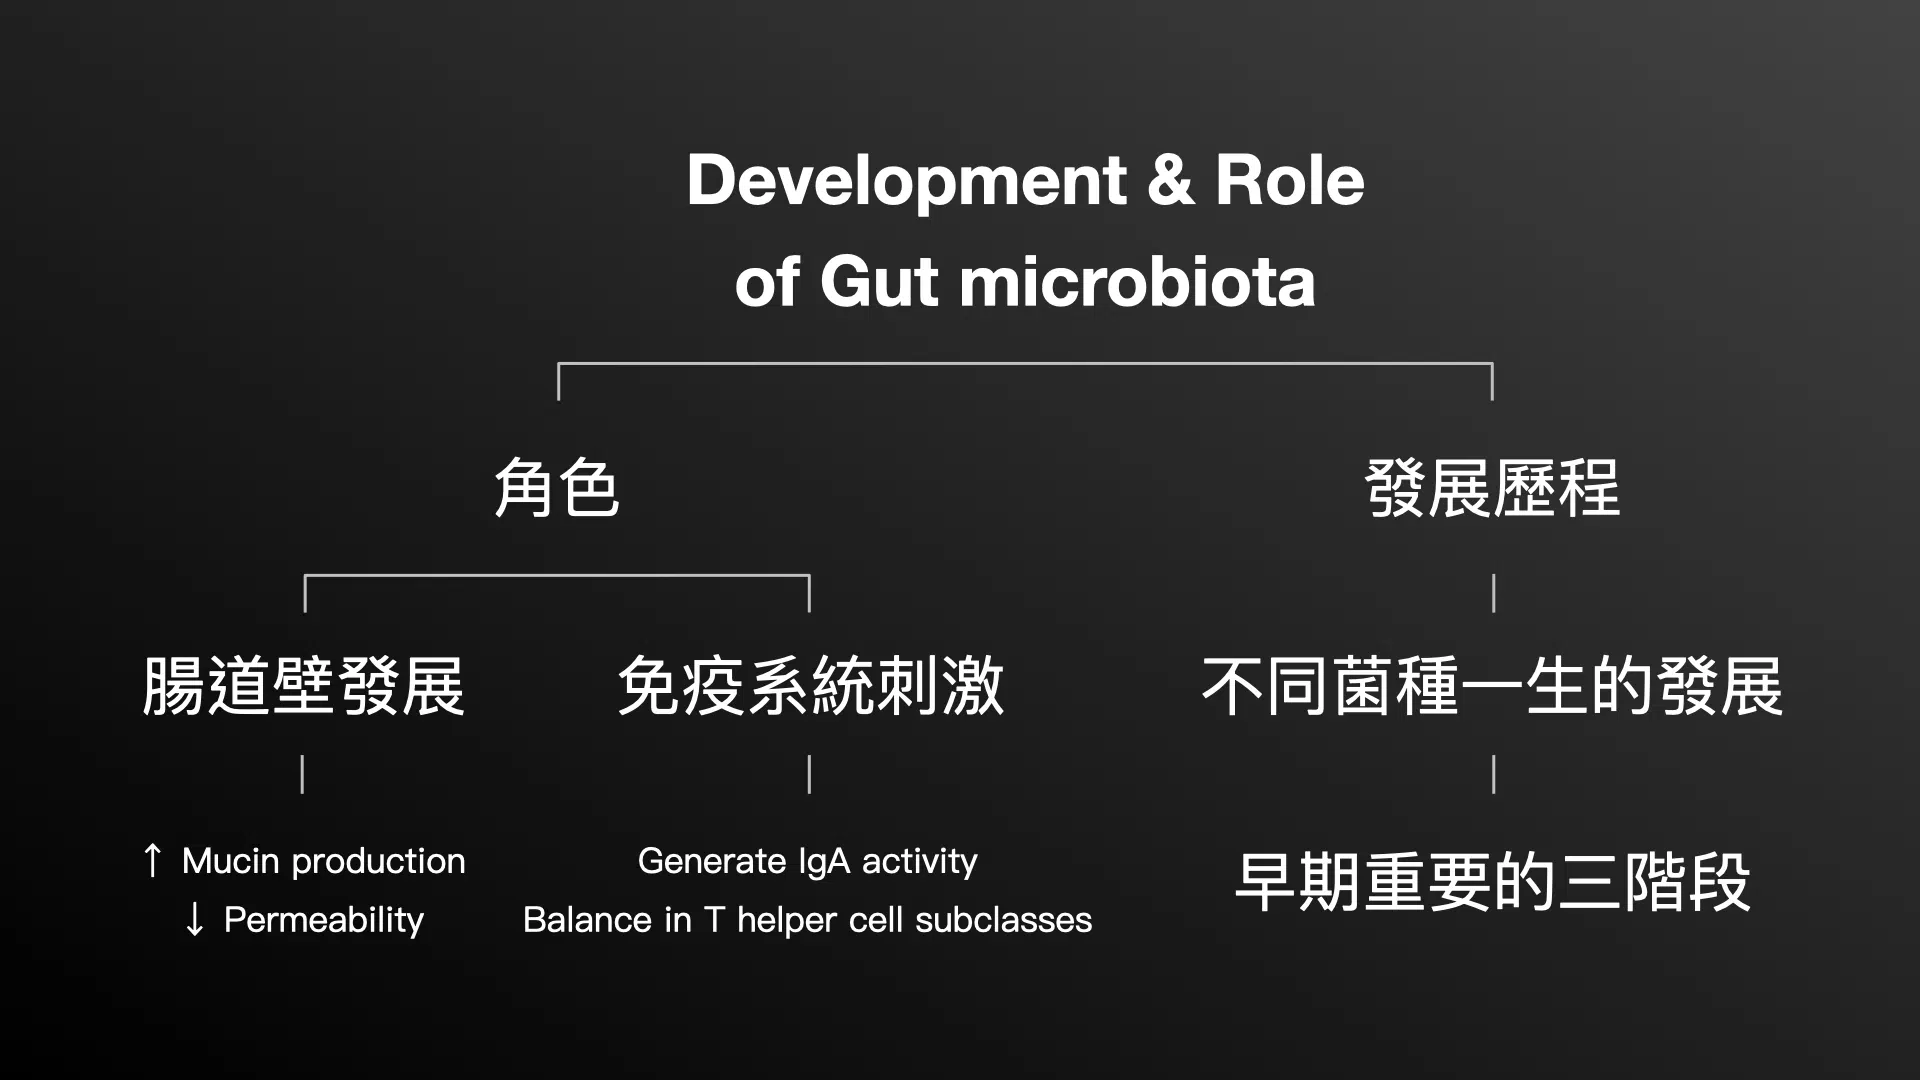 Development & Role
of Gut microbiota
角色
發展歷程
腸道壁發展
免疫系統刺激
不同菌種一生的發展
↑ Mucin production
↓ Permeability
Generate IgA activity
Balance in T helper cell subclasses
早期重要的三階段